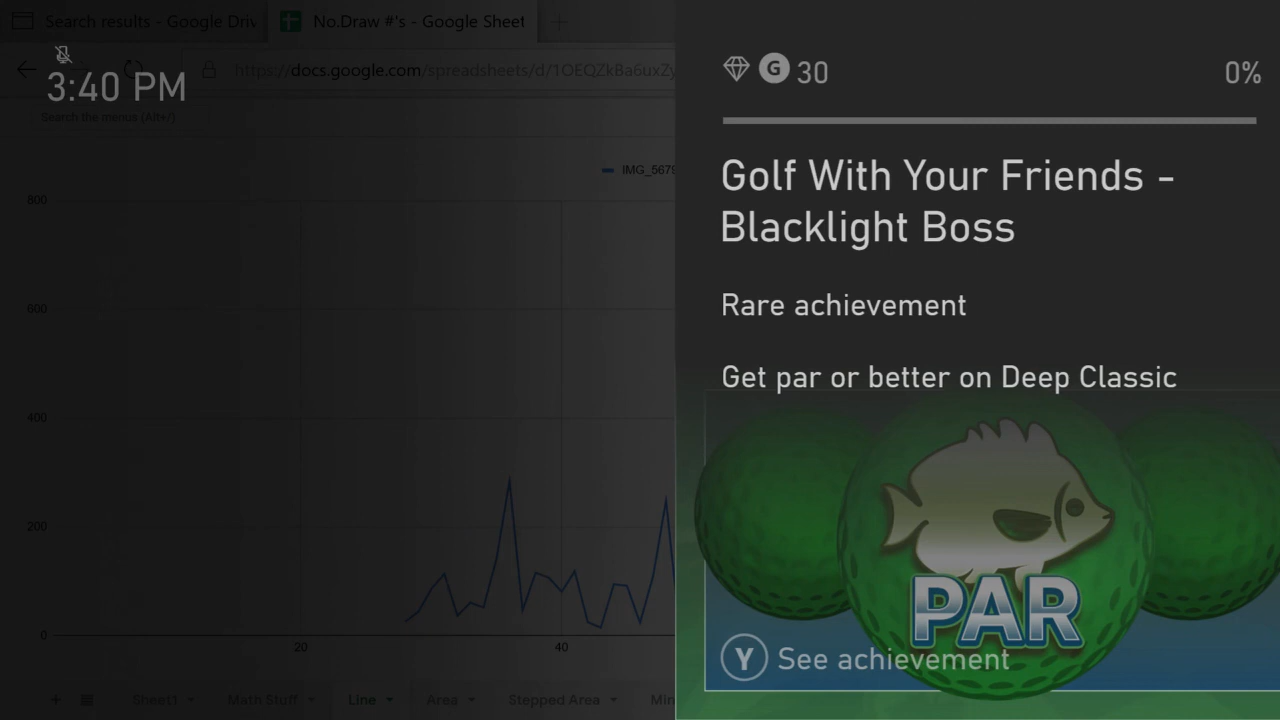 Search results - Google Driv
No.Draw #'s - Google Sheet
3:40 PM
https://docs.google.com/spreadsheets/d/1OEQZkBa6uxZy
Search the menus (Alt+/)
IMG_5679
800
600
400
200
0
20
40
Sheet1
Math Stuff
Line
Area
Stepped Area
Min
G 30
0%
Golf With Your Friends -
Blacklight Boss
Rare achievement
Get par or better on Deep Classic
PAR
Y See achievement